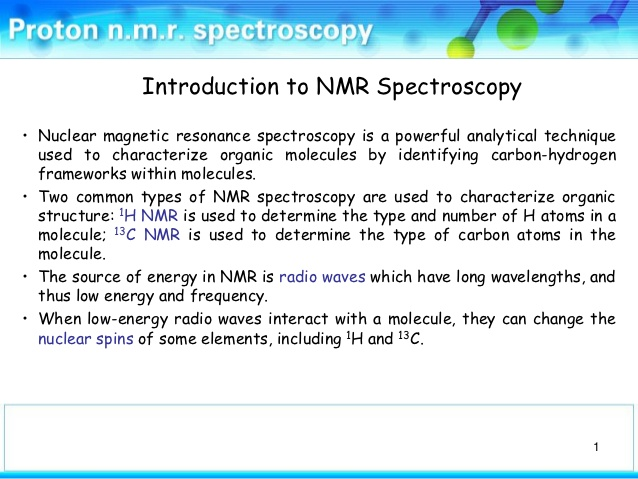 Proton n.m.r. spectroscopy
Introduction to NMR Spectroscopy
• Nuclear magnetic resonance spectroscopy is a powerful analytical technique
used to characterize organic molecules by identifying carbon-hydrogen
frameworks within molecules.
• Two common types of NMR spectroscopy are used to characterize organic
structure: ¹H NMR is used to determine the type and number of H atoms in a
molecule; ¹³C NMR is used to determine the type of carbon atoms in the
molecule.
• The source of energy in NMR is radio waves which have long wavelengths, and
thus low energy and frequency.
• When low-energy radio waves interact with a molecule, they can change the
nuclear spins of some elements, including ¹H and ¹³C.
1